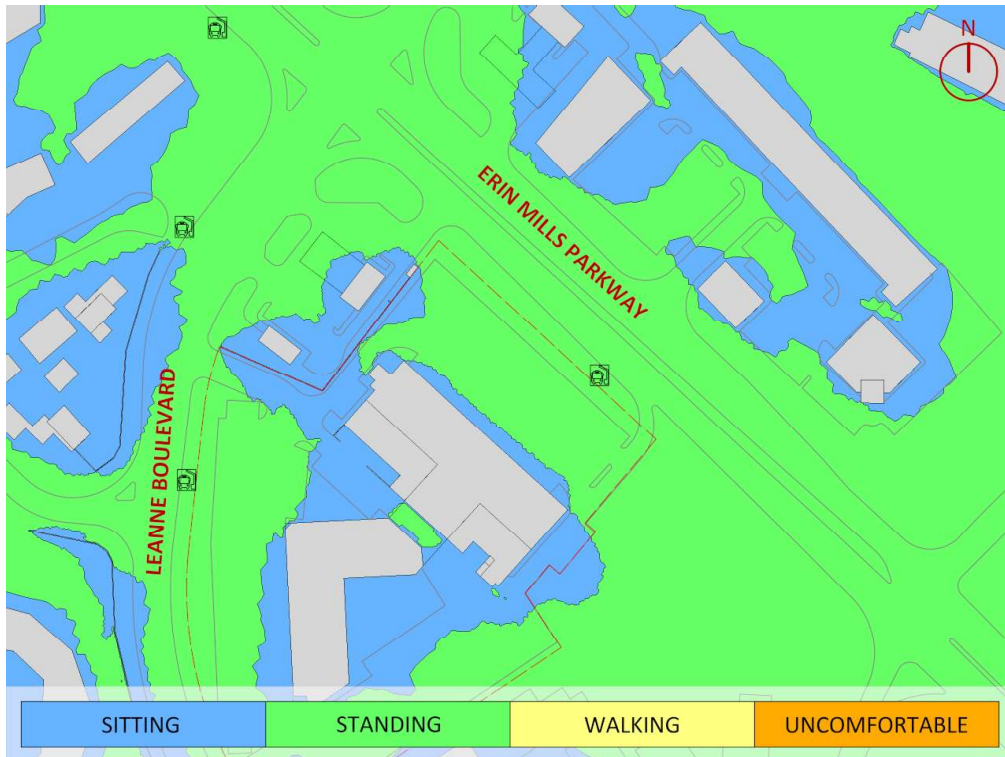 N
ERIN MILLS PARKWAY
LEANNE BOULEVARD
SITTING
STANDING
WALKING
UNCOMFORTABLE